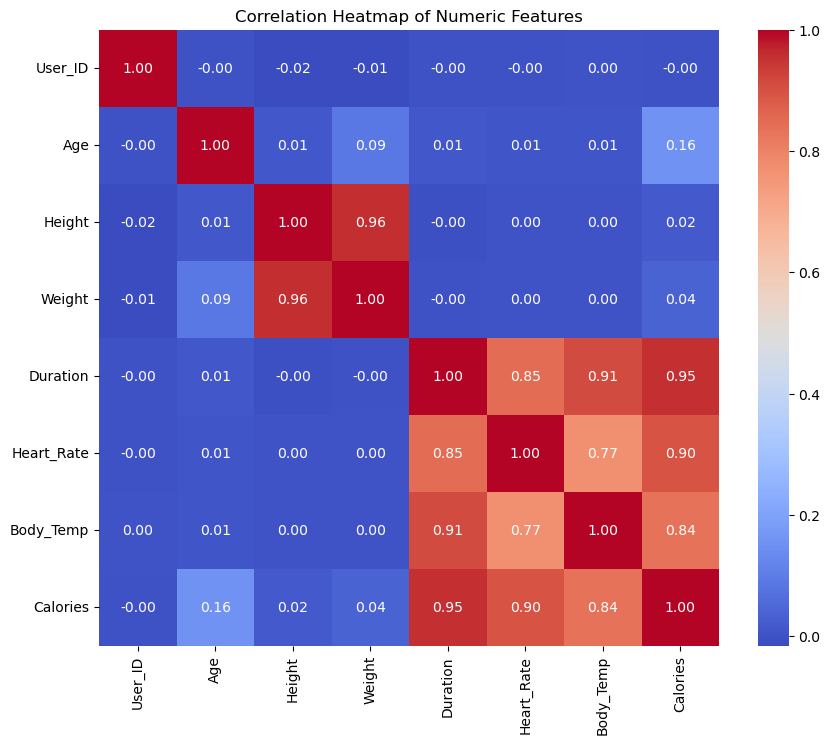 Correlation Heatmap of Numeric Features
User_ID 1.00 -0.00 -0.02 -0.01 -0.00 -0.00 0.00 -0.00
Age -0.00 1.00 0.01 0.09 0.01 0.01 0.01 0.16
Height -0.02 0.01 1.00 0.96 -0.00 0.00 0.00 0.02
Weight -0.01 0.09 0.96 1.00 -0.00 0.00 0.00 0.04
Duration -0.00 0.01 -0.00 -0.00 1.00 0.85 0.91 0.95
Heart_Rate -0.00 0.01 0.00 0.00 0.85 1.00 0.77 0.90
Body_Temp 0.00 0.01 0.00 0.00 0.91 0.77 1.00 0.84
Calories -0.00 0.16 0.02 0.04 0.95 0.90 0.84 1.00
User_ID Age Height Weight Duration Heart_Rate Body_Temp Calories
1.0
0.8
0.6
0.4
0.2
0.0